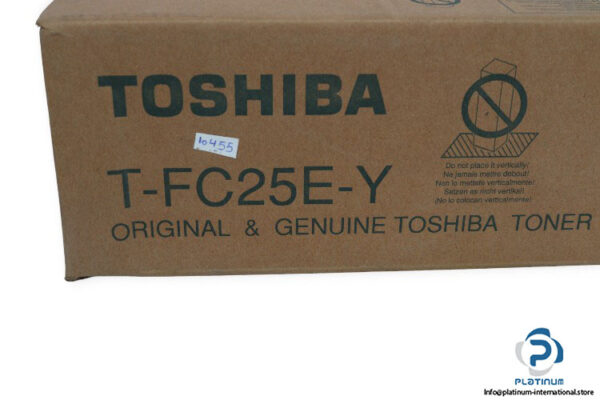 TOSHIBA
10455
T-FC25E-Y
ORIGINAL & GENUINE TOSHIBA TONER
Do not place it vertically!
Ne jamais mettre debout!
Non lo mettete verticalmente!
Setzen es nicht vertikal!
¡No lo colocan verticalmente!
PLATINUM
Info@platinum-international.store